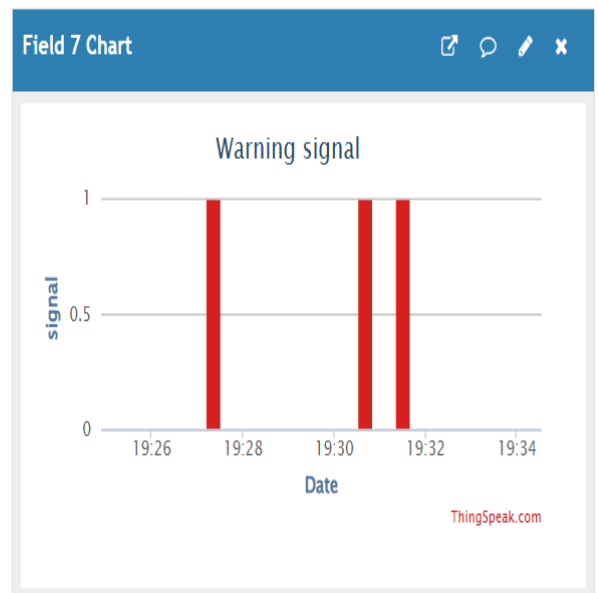 Field 7 Chart
Warning signal
1
0.5
0
signal
19:26 19:28 19:30 19:32 19:34
Date
ThingSpeak.com